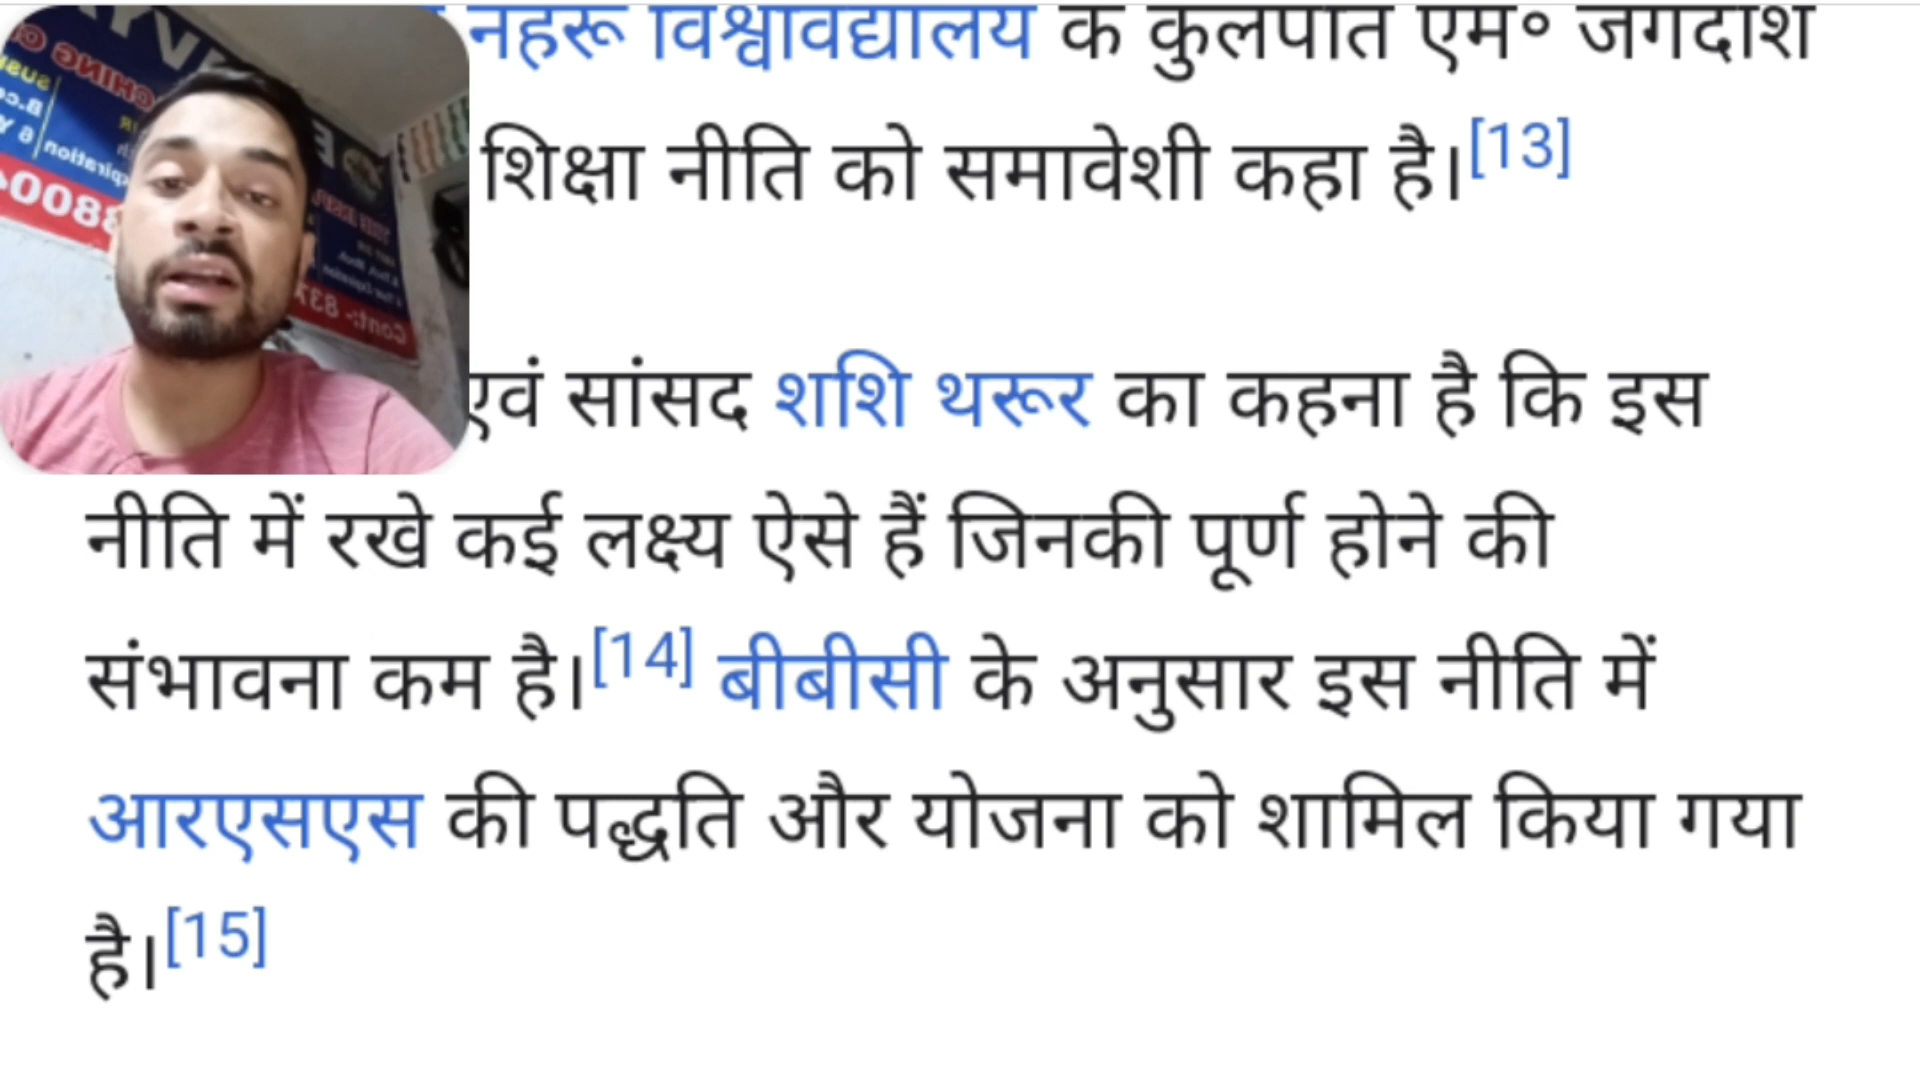 नेहरू विश्वविद्यालय के कुलपति एम० जगदीश
शिक्षा नीति को समावेशी कहा है।[13]
एवं सांसद शशि थरूर का कहना है कि इस
नीति में रखे कई लक्ष्य ऐसे हैं जिनकी पूर्ण होने की
संभावना कम है।[14] बीबीसी के अनुसार इस नीति में
आरएसएस की पद्धति और योजना को शामिल किया गया
है।[15]